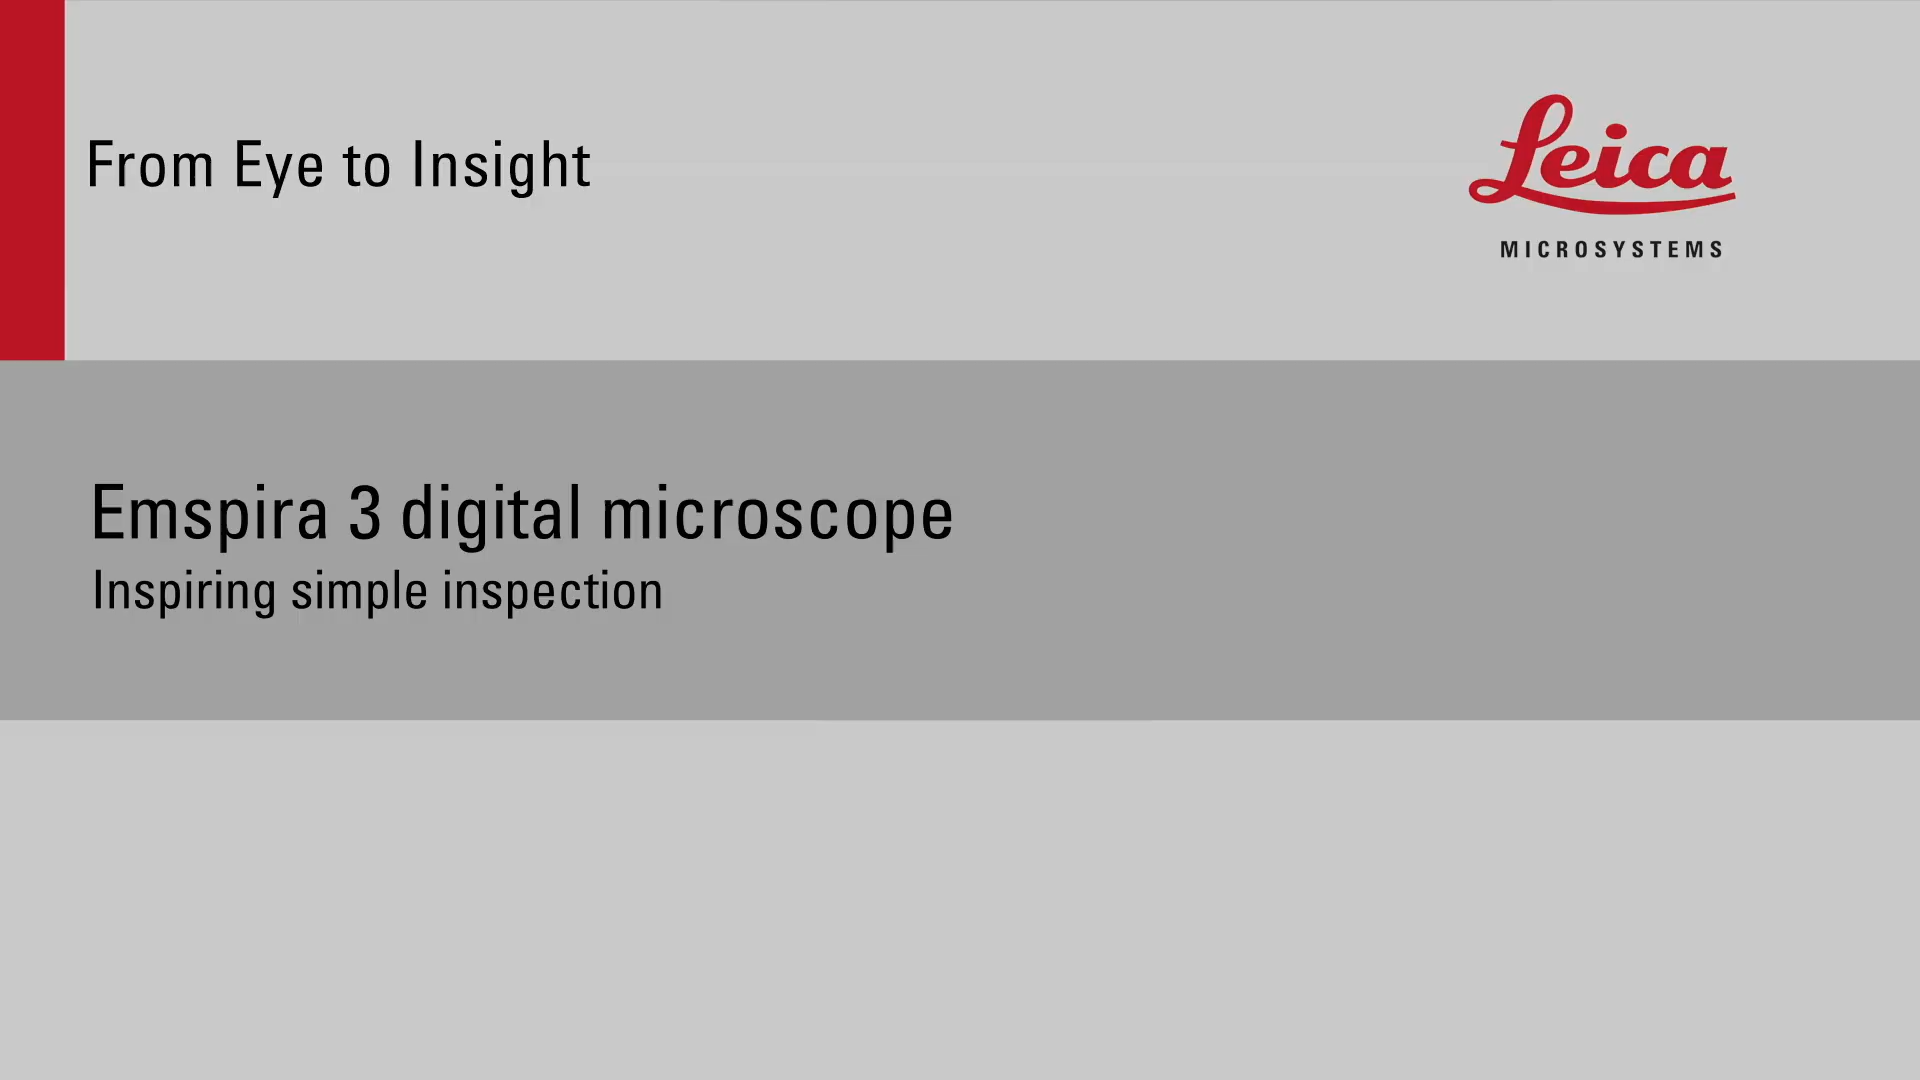 From Eye to Insight
Leica
MICROSYSTEMS
Emspira 3 digital microscope
Inspiring simple inspection